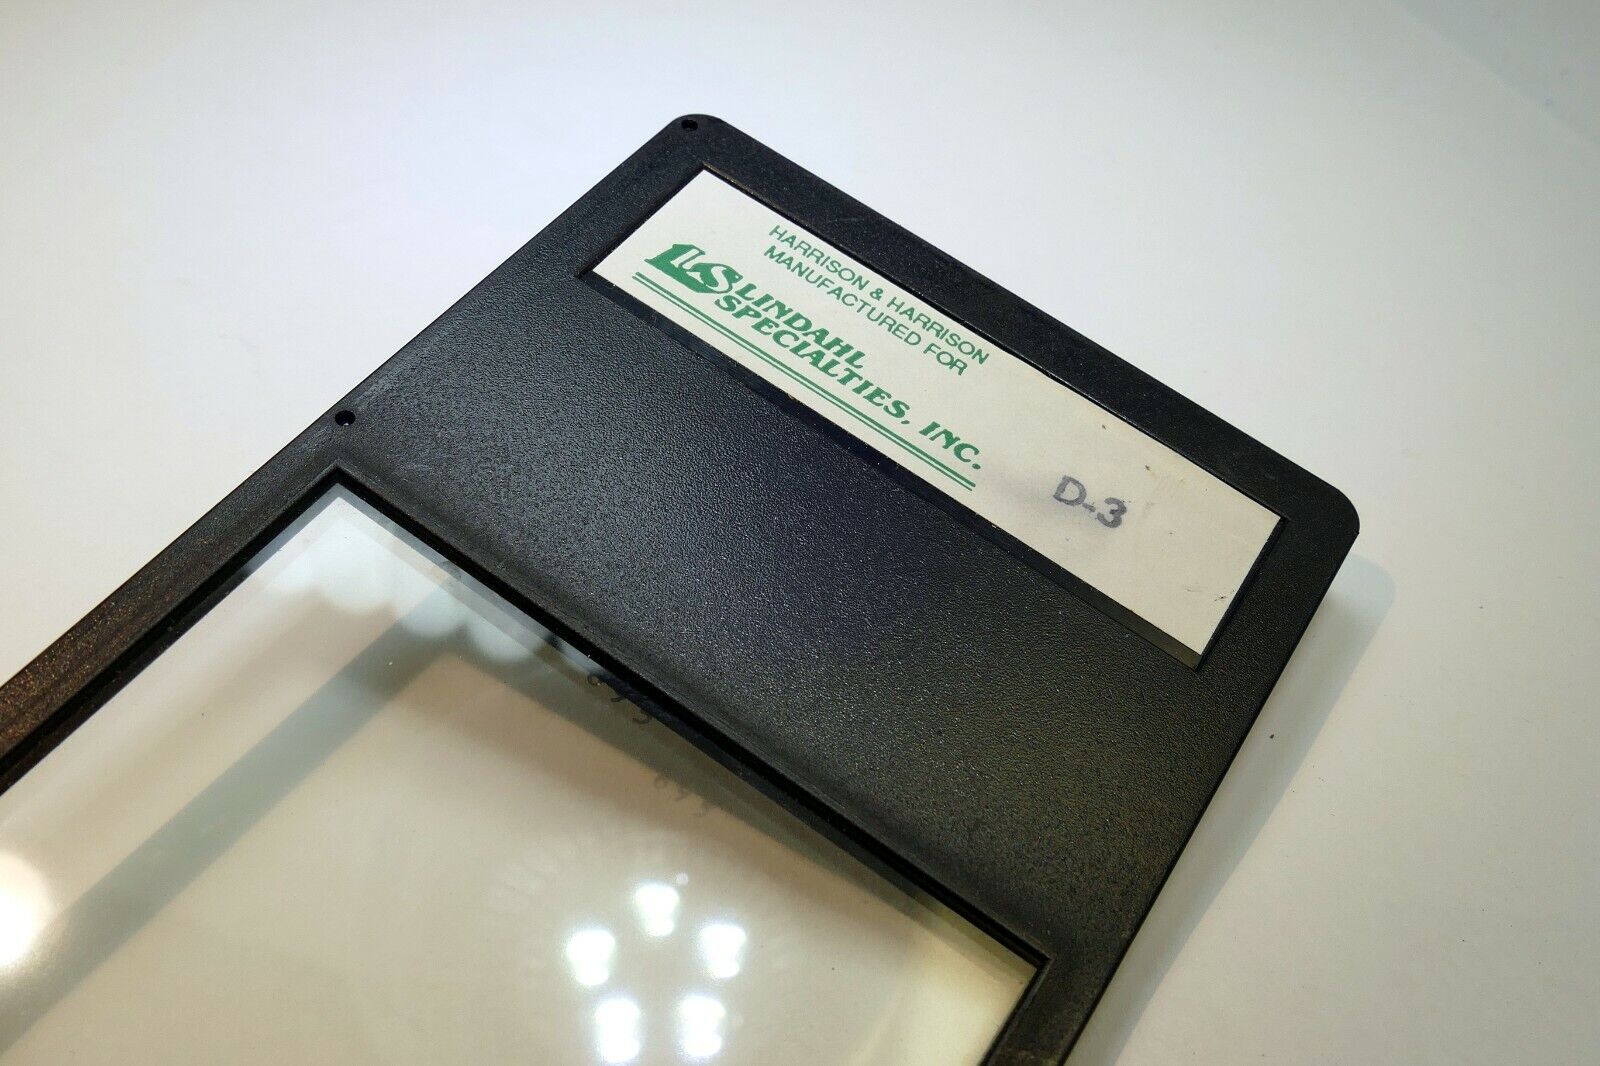 HARRISON & HARRISON
MANUFACTURED FOR
LS LINDAHL
SPECIALTIES, INC.
D-3